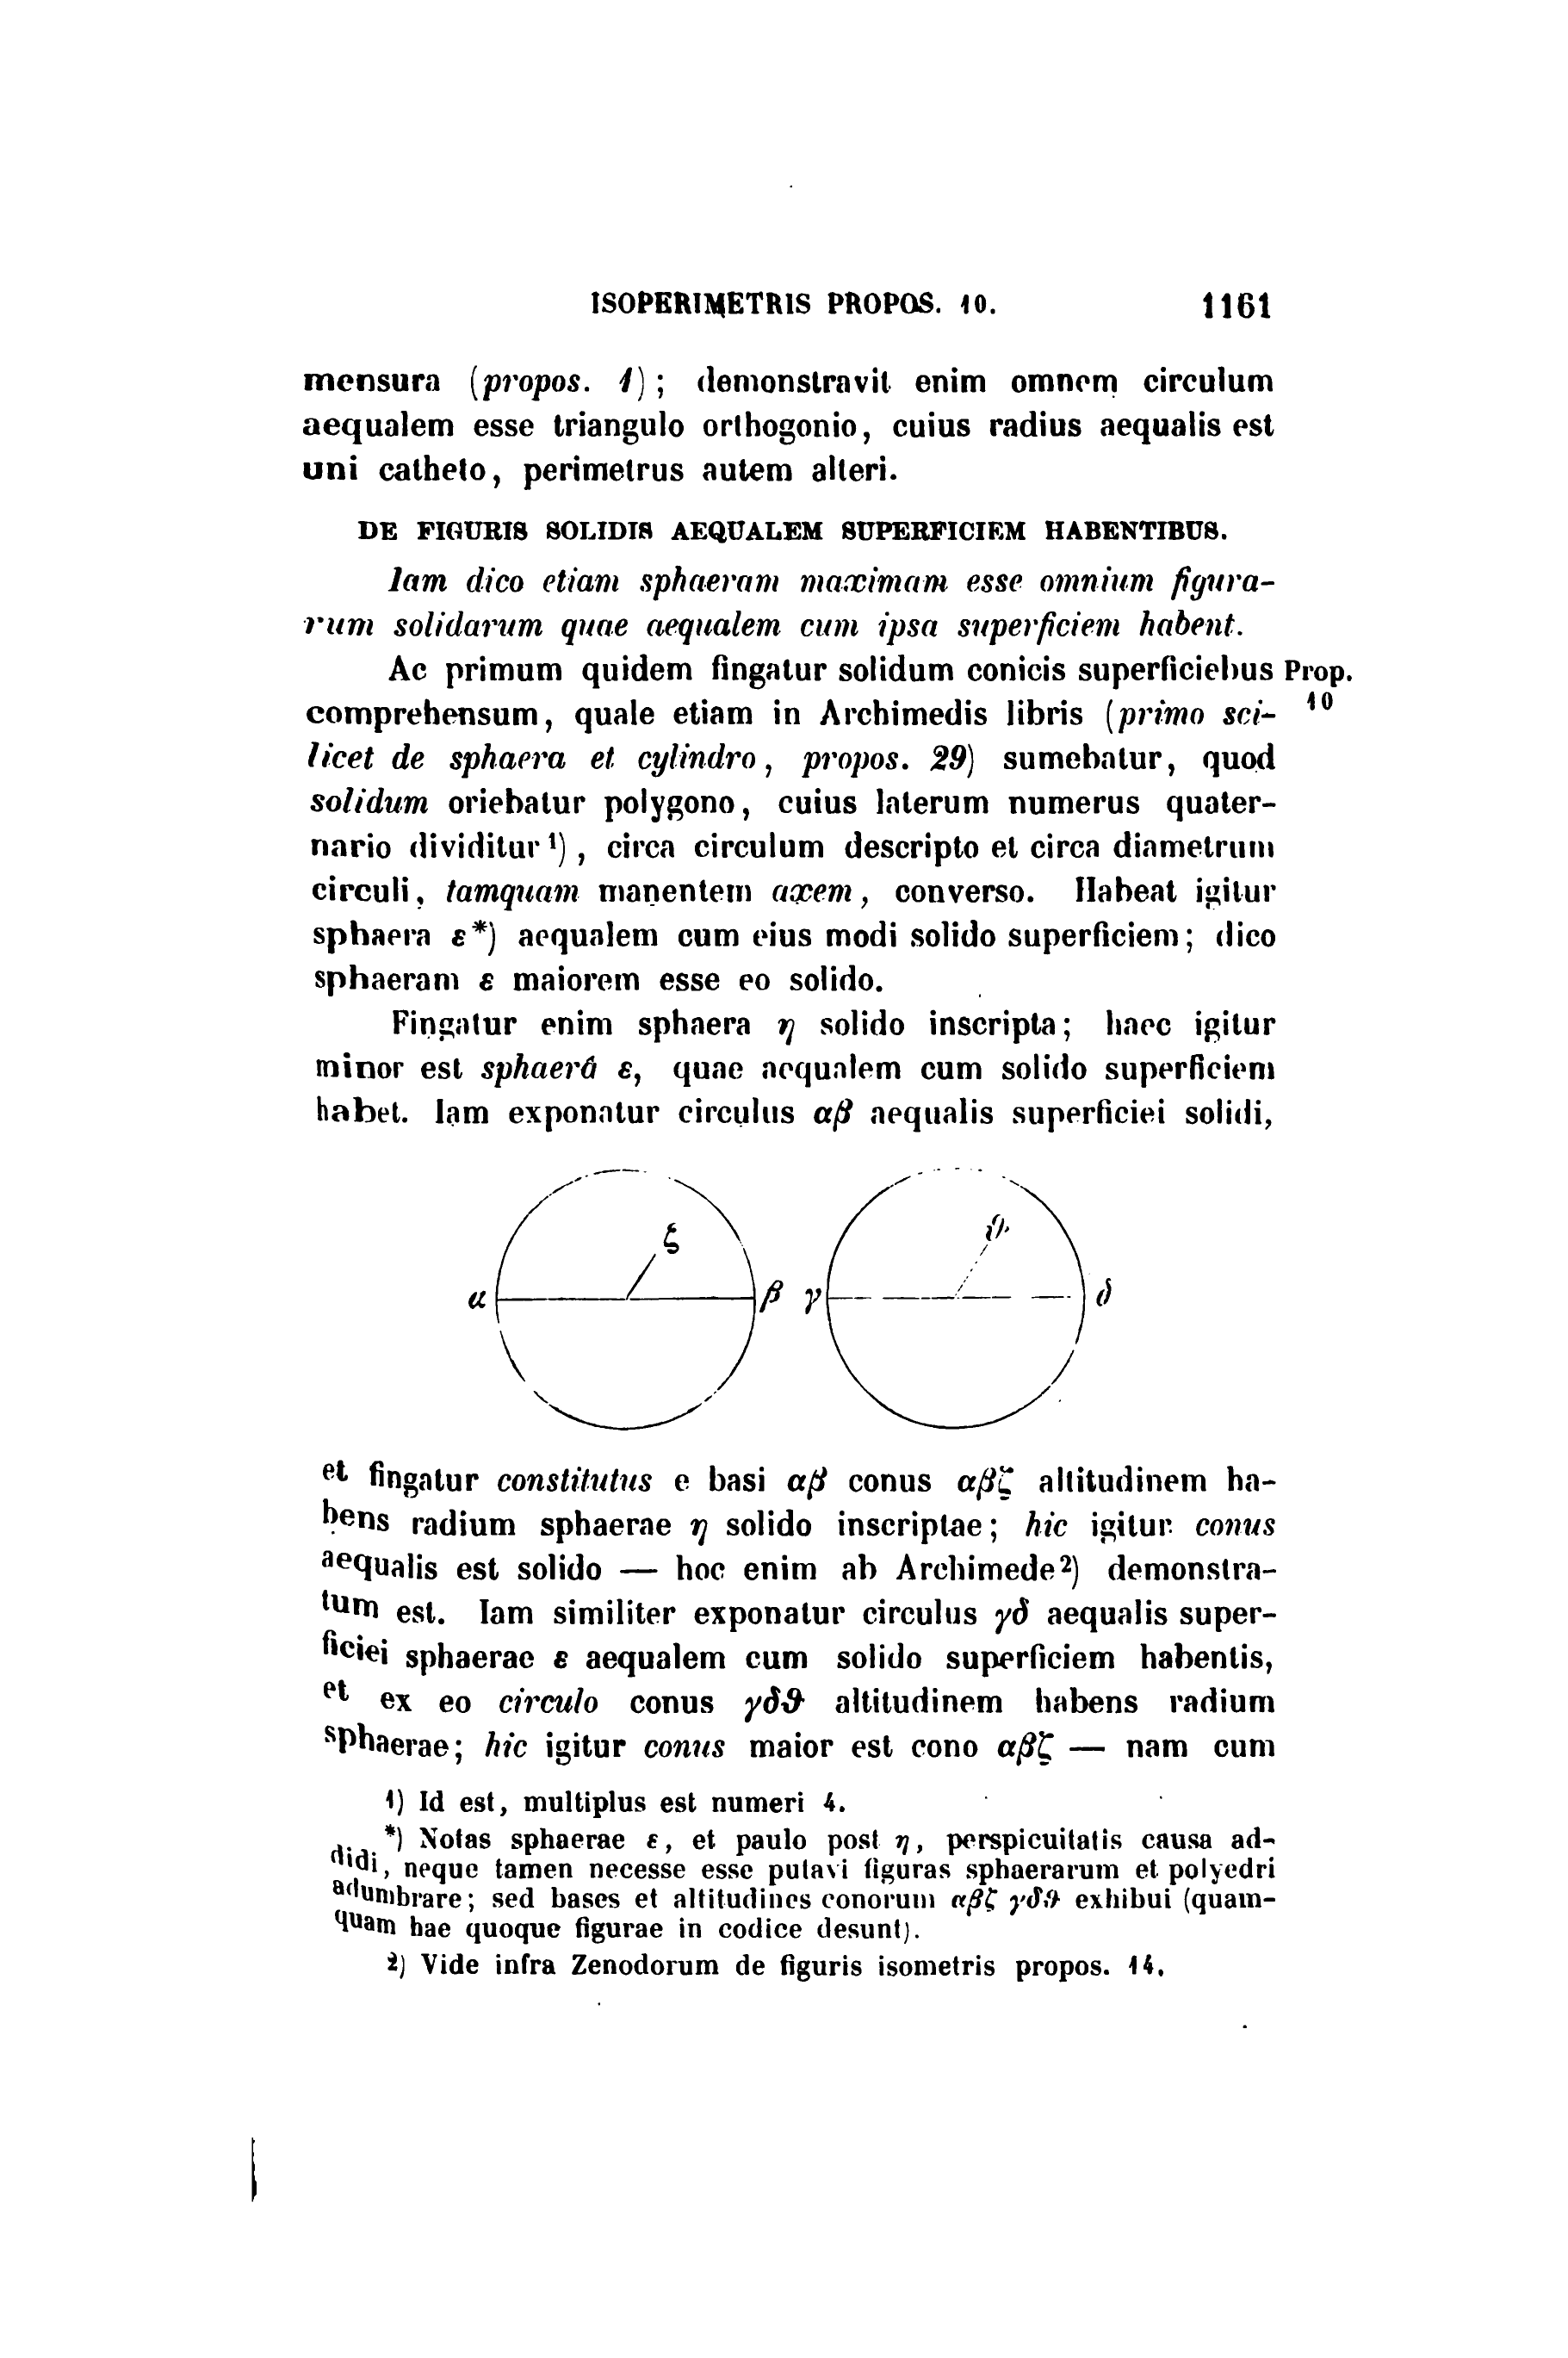 ISOPERIMETRIS PROPOS. 10. 1161
mensura (propos. 1); demonstravit enim omnem circulum
aequalem esse triangulo orthogonio, cuius radius aequalis est
uni catheto, perimetrus autem alteri.
DE FIGURIS SOLIDIS AEQUALEM SUPERFICIEM HABENTIBUS.
Iam dico etiam sphaeram maximam esse omnium figura-
rum solidarum quae aequalem cum ipsa superficiem habent.
Ac primum quidem fingatur solidum conicis superficiebus Prop.
comprehensum, quale etiam in Archimedis libris (primo sci- 10
licet de sphaera et cylindro, propos. 29) sumebatur, quod
solidum oriebatur polygono, cuius laterum numerus quater-
nario dividitur 1), circa circulum descripto et circa diametrum
circuli, tamquam manentem axem, converso. Habeat igitur
sphaera ε*) aequalem cum eius modi solido superficiem; dico
sphaeram ε maiorem esse eo solido.
Fingatur enim sphaera η solido inscripta; haec igitur
minor est sphaerâ ε, quae aequalem cum solido superficiem
habet. Iam exponatur circulus αβ aequalis superficiei solidi,
ζ ϑ
α β γ δ
et fingatur constitutus e basi αβ conus αβζ altitudinem ha-
bens radium sphaerae η solido inscriptae; hic igitur conus
aequalis est solido — hoc enim ab Archimede 2) demonstra-
tum est. Iam similiter exponatur circulus γδ aequalis super-
ficiei sphaerae ε aequalem cum solido superficiem habentis,
et ex eo circulo conus γδϑ altitudinem habens radium
sphaerae; hic igitur conus maior est cono αβζ — nam cum
1) Id est, multiplus est numeri 4.
*) Notas sphaerae ε, et paulo post η, perspicuitatis causa ad-
didi, neque tamen necesse esse putavi figuras sphaerarum et polyedri
adumbrare; sed bases et altitudines conorum αβζ γδϑ exhibui (quam-
quam hae quoque figurae in codice desunt).
2) Vide infra Zenodorum de figuris isometris propos. 14.